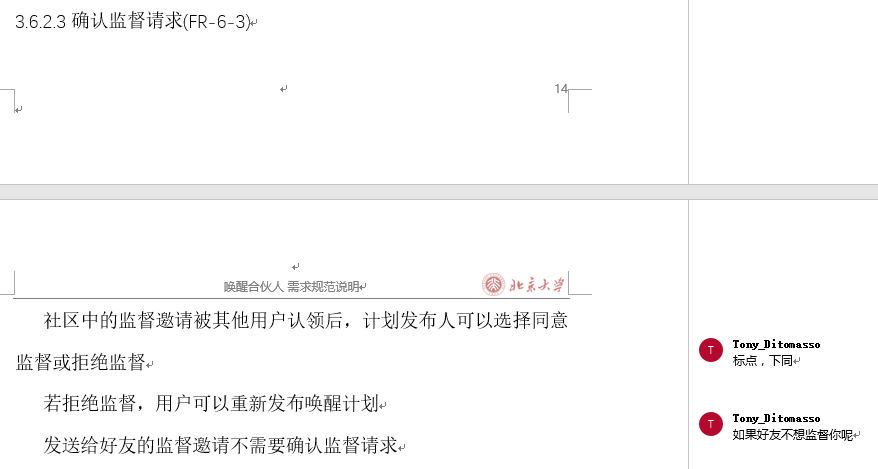 3.6.2.3 确认监督请求(FR-6-3)
14
唤醒合伙人 需求规范说明
北京大学
社区中的监督邀请被其他用户认领后，计划发布人可以选择同意
监督或拒绝监督
Tony_Ditomasso
T
标点，下同
若拒绝监督，用户可以重新发布唤醒计划
发送给好友的监督邀请不需要确认监督请求
Tony_Ditomasso
T
如果好友不想监督你呢